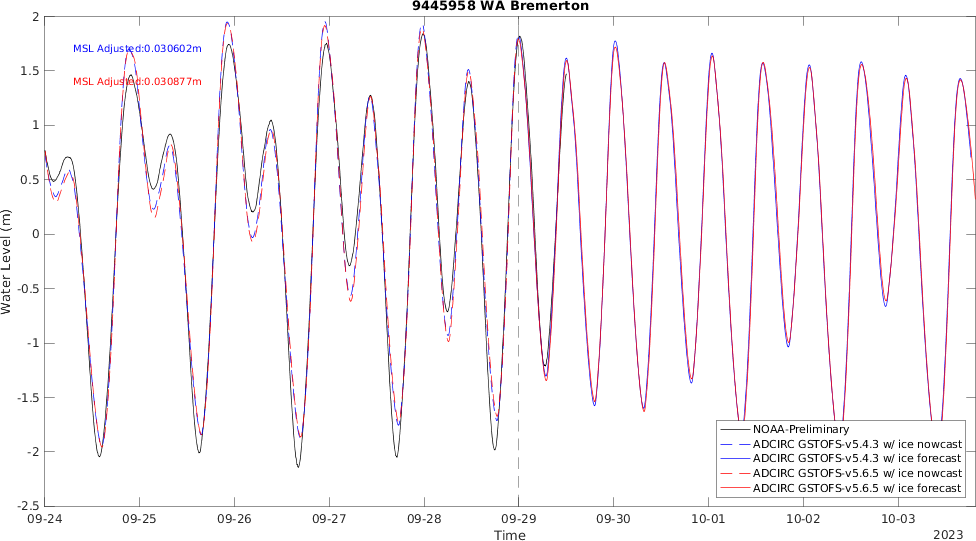 9445958 WA Bremerton
MSL Adjusted:0.030602m
MSL Adjusted:0.030877m
Water Level (m)
2
1.5
1
0.5
0
-0.5
-1
-1.5
-2
-2.5
NOAA-Preliminary
ADCIRC GSTOFS-v5.4.3 w/ ice nowcast
ADCIRC GSTOFS-v5.4.3 w/ ice forecast
ADCIRC GSTOFS-v5.6.5 w/ ice nowcast
ADCIRC GSTOFS-v5.6.5 w/ ice forecast
09-24 09-25 09-26 09-27 09-28 09-29 09-30 10-01 10-02 10-03
Time
2023